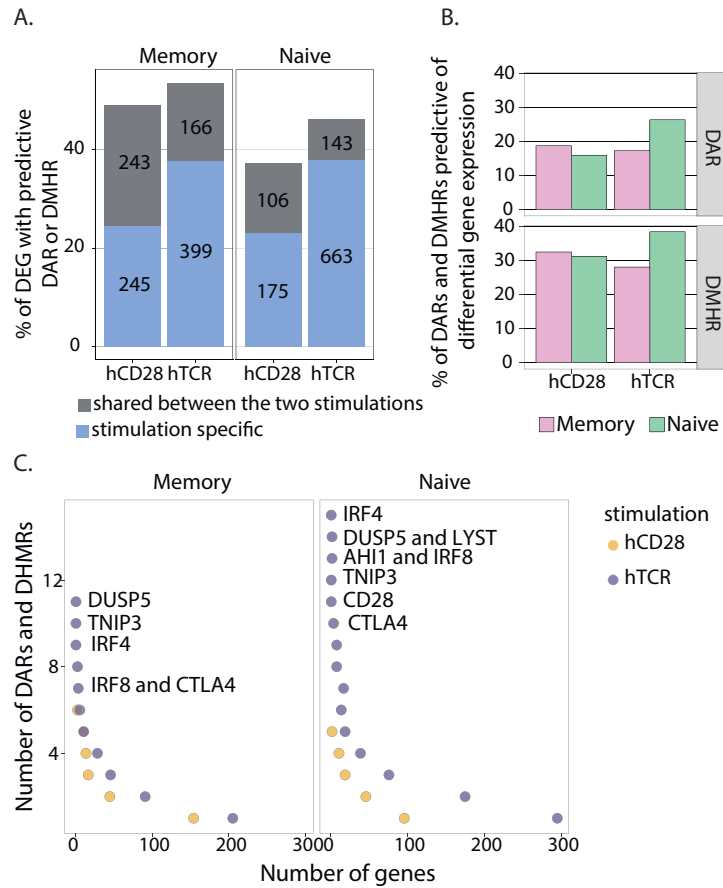 A.
Memory
Naive
% of DEG with predictive
DAR or DMHR
40
20
0
243
245
166
399
106
175
143
663
hCD28 hTCR
hCD28
hTCR
shared between the two stimulations
stimulation specific
B.
% of DARs and DMHRs predictive of
differential gene expression
40
30
20
10
0
DAR
40
30
20
10
0
DMHR
hCD28
hTCR
Memory
Naive
C.
Memory
Naive
Number of DARs and DHMRs
12
8
4
DUSP5
TNIP3
IRF4
IRF8 and CTLA4
IRF4
DUSP5 and LYST
AHI1 and IRF8
TNIP3
CD28
CTLA4
0
100
200
300
0
100
200
300
Number of genes
stimulation
hCD28
hTCR